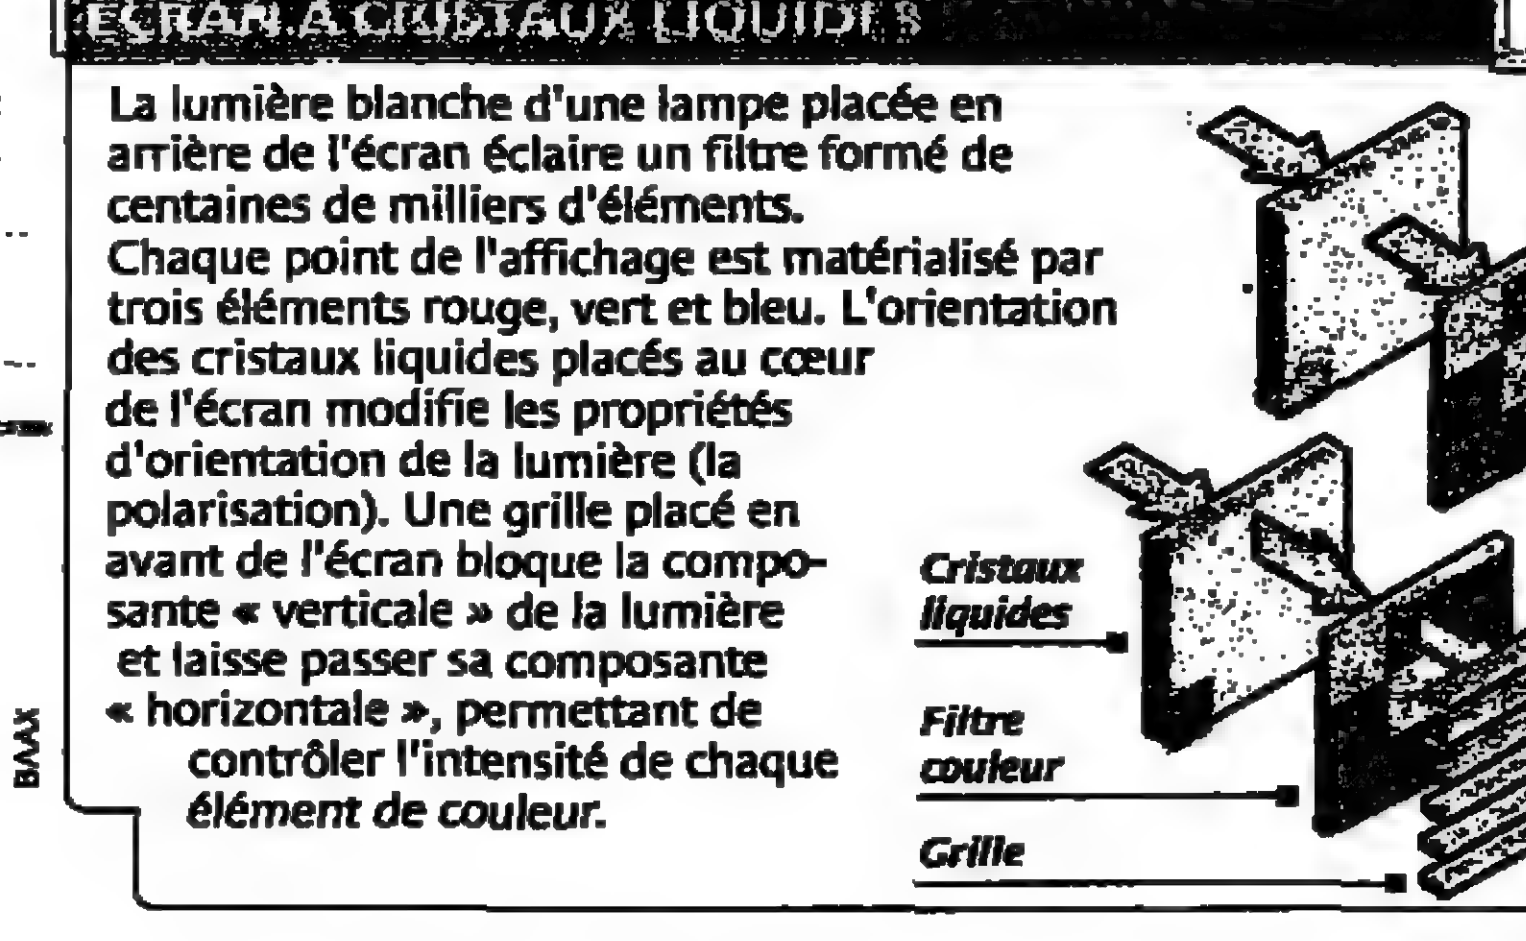 ÉCRAN À CRISTAUX LIQUIDES
La lumière blanche d'une lampe placée en
arrière de l'écran éclaire un filtre formé de
centaines de milliers d'éléments.
Chaque point de l'affichage est matérialisé par
trois éléments rouge, vert et bleu. L'orientation
des cristaux liquides placés au cœur
de l'écran modifie les propriétés
d'orientation de la lumière (la
polarisation). Une grille placé en
avant de l'écran bloque la compo-
sante « verticale » de la lumière
et laisse passer sa composante
« horizontale », permettant de
contrôler l'intensité de chaque
élément de couleur.
Cristaux
liquides
Filtre
couleur
Grille